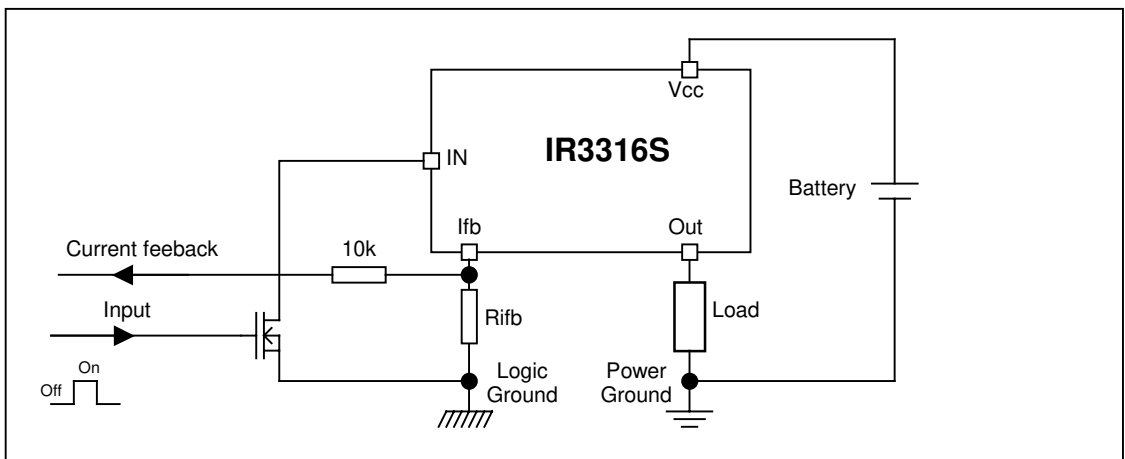 Vcc
IR3316S
IN
Battery
Ifb
Out
Current feeback
10k
Input
Rifb
Load
On
Off
Logic
Ground
Power
Ground